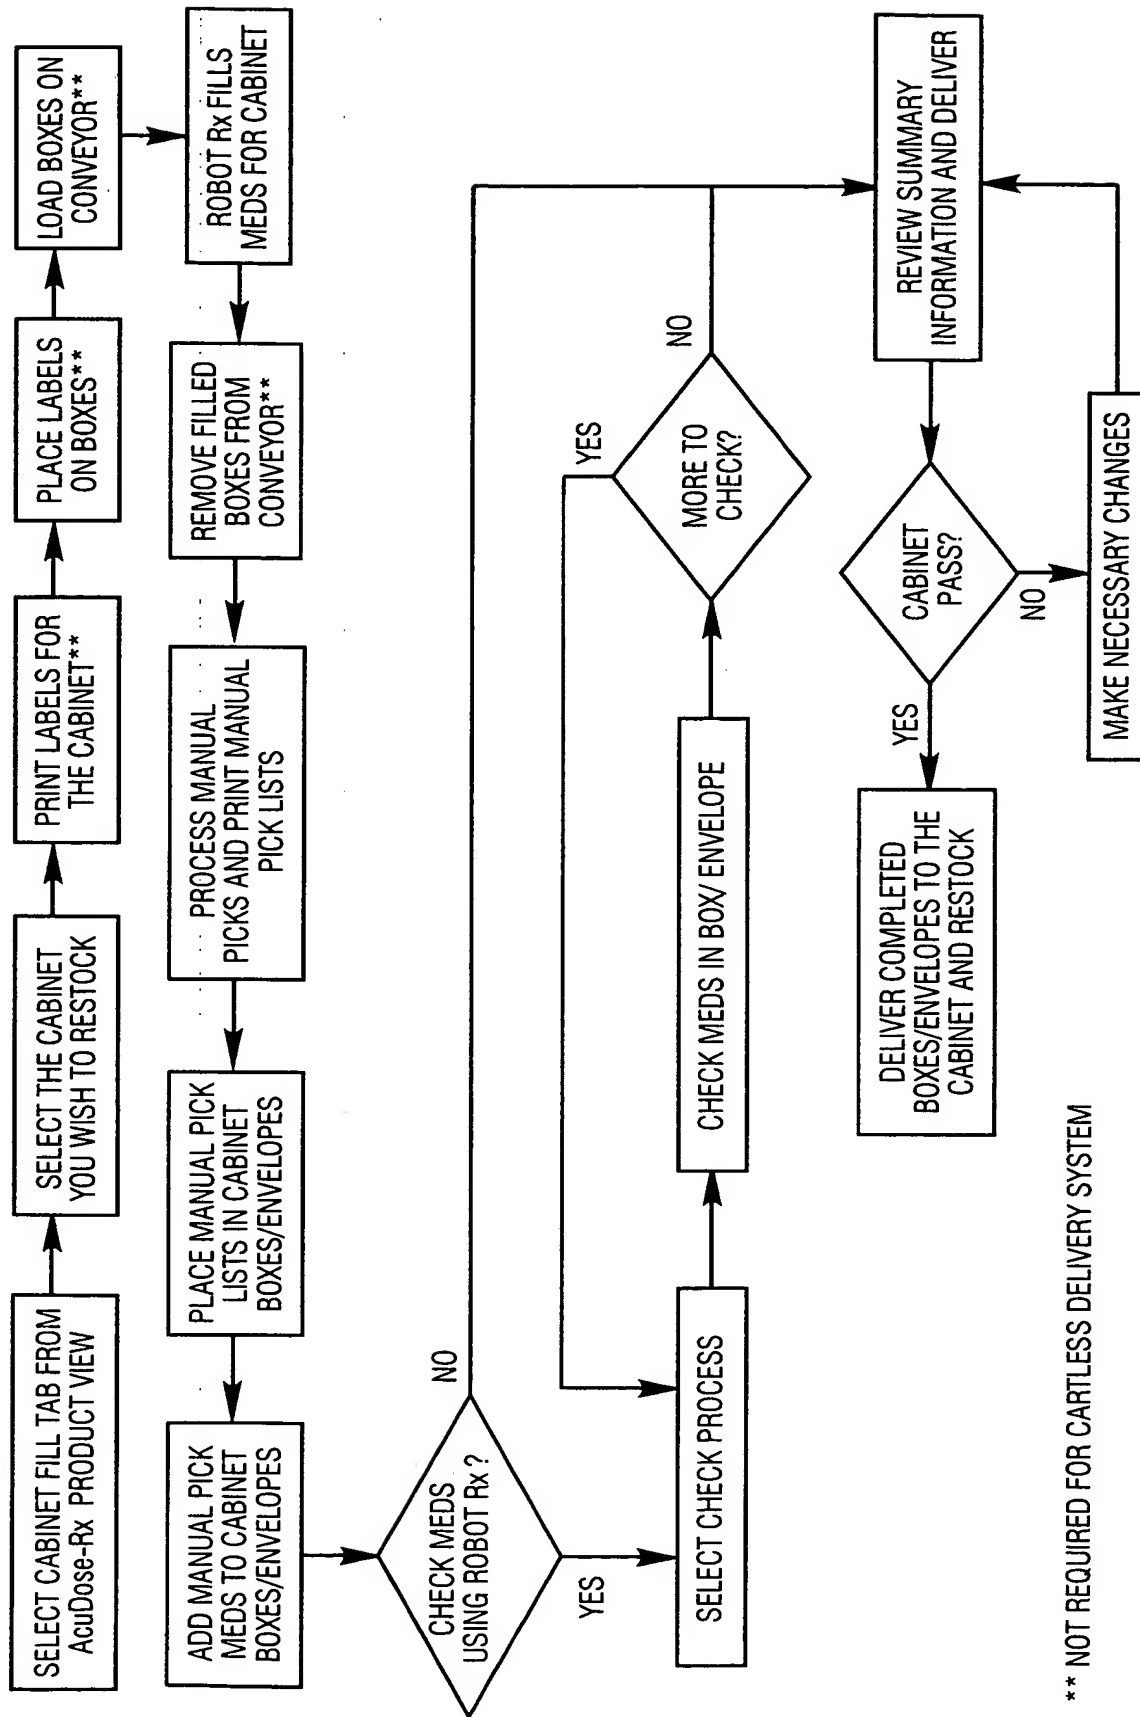 SELECT CABINET FILL TAB FROM
AcuDose-Rx PRODUCT VIEW
SELECT THE CABINET
YOU WISH TO RESTOCK
PRINT LABELS FOR
THE CABINET**
PLACE LABELS
ON BOXES**
LOAD BOXES ON
CONVEYOR**
ROBOT Rx FILLS
MEDS FOR CABINET
REMOVE FILLED
BOXES FROM
CONVEYOR**
PROCESS MANUAL
PICKS AND PRINT MANUAL
PICK LISTS
PLACE MANUAL PICK
LISTS IN CABINET
BOXES/ENVELOPES
ADD MANUAL PICK
MEDS TO CABINET
BOXES/ENVELOPES
CHECK MEDS
USING ROBOT Rx?
NO
YES
SELECT CHECK PROCESS
CHECK MEDS IN BOX/ ENVELOPE
MORE TO
CHECK?
YES
NO
REVIEW SUMMARY
INFORMATION AND DELIVER
CABINET
PASS?
YES
NO
DELIVER COMPLETED
BOXES/ENVELOPES TO THE
CABINET AND RESTOCK
MAKE NECESSARY CHANGES
** NOT REQUIRED FOR CARTLESS DELIVERY SYSTEM